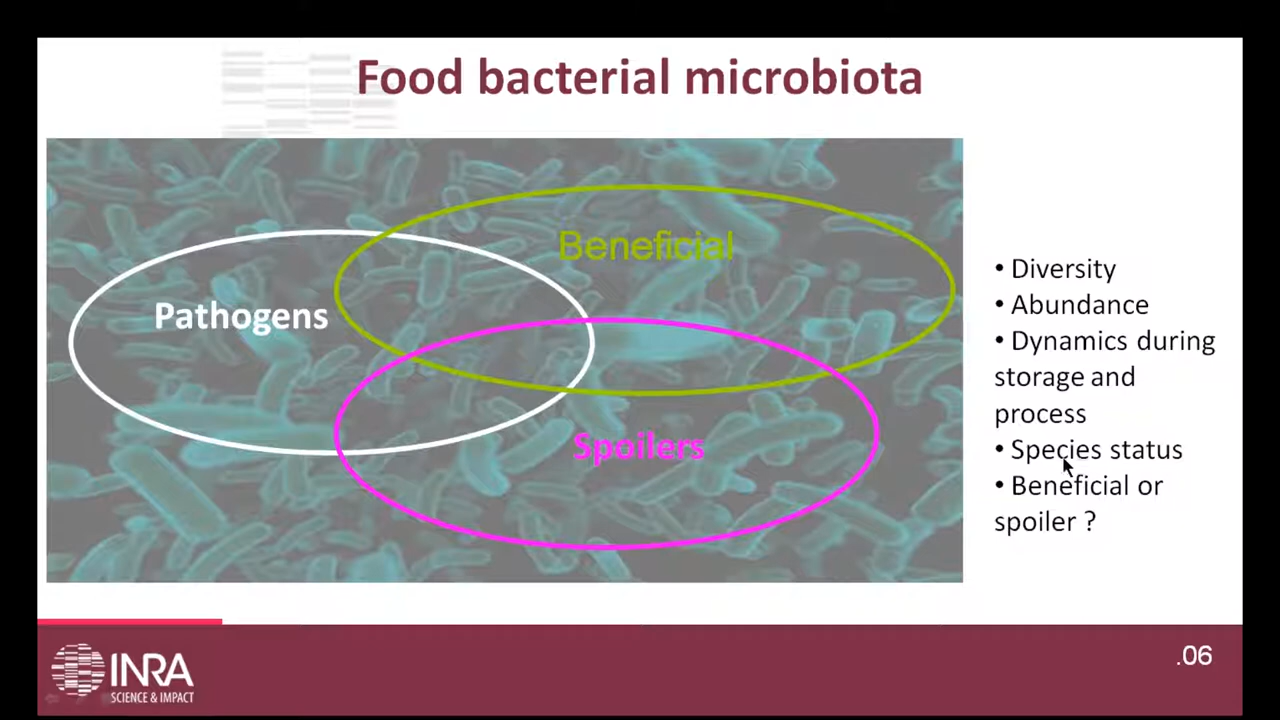 Food bacterial microbiota
Beneficial
Pathogens
Spoilers
• Diversity
• Abundance
• Dynamics during
storage and
process
• Species status
• Beneficial or
spoiler ?
INRA
SCIENCE & IMPACT
.06